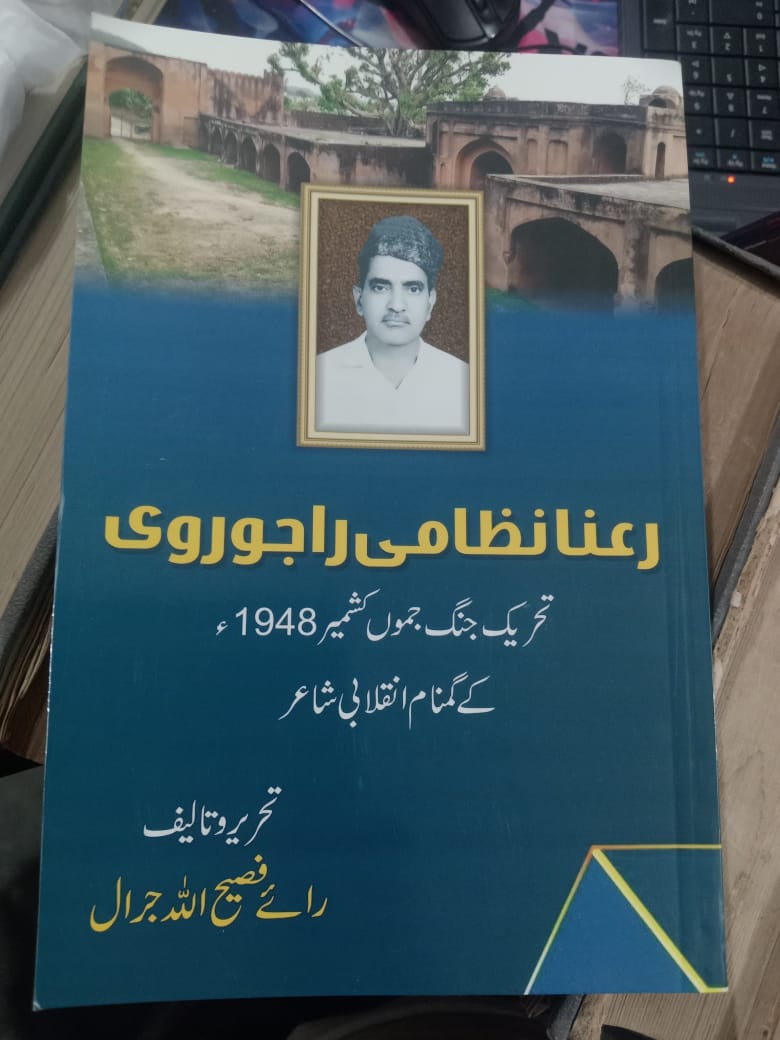 رعنا نظامی راجوروی
تحریک جنگ جموں کشمیر 1948ء
کے گمنام انقلابی شاعر
تحریر و تالیف
رائے فصیح اللہ جرال